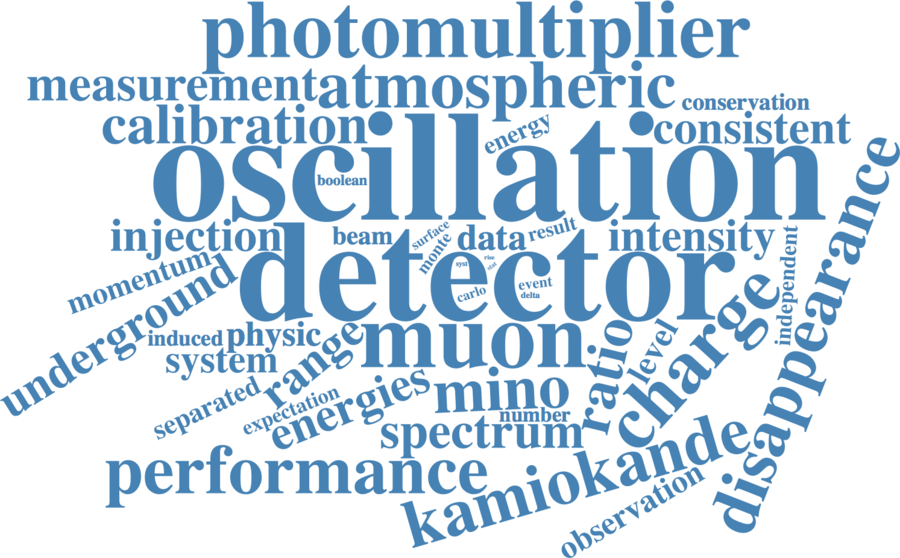 photomultiplier
measurement atmospheric
conservation
calibration
energy
consistent
oscillation
boolean
disappearance
injection
beam
surface
monte
data
result
intensity
independent
detector
momentum
underground
syst
rise
stat
carlo
event
delta
charge
induced
physic
muon
ratio
level
system
range
separated
expectation
energies
mino
number
spectrum
performance
kamiokande
observation